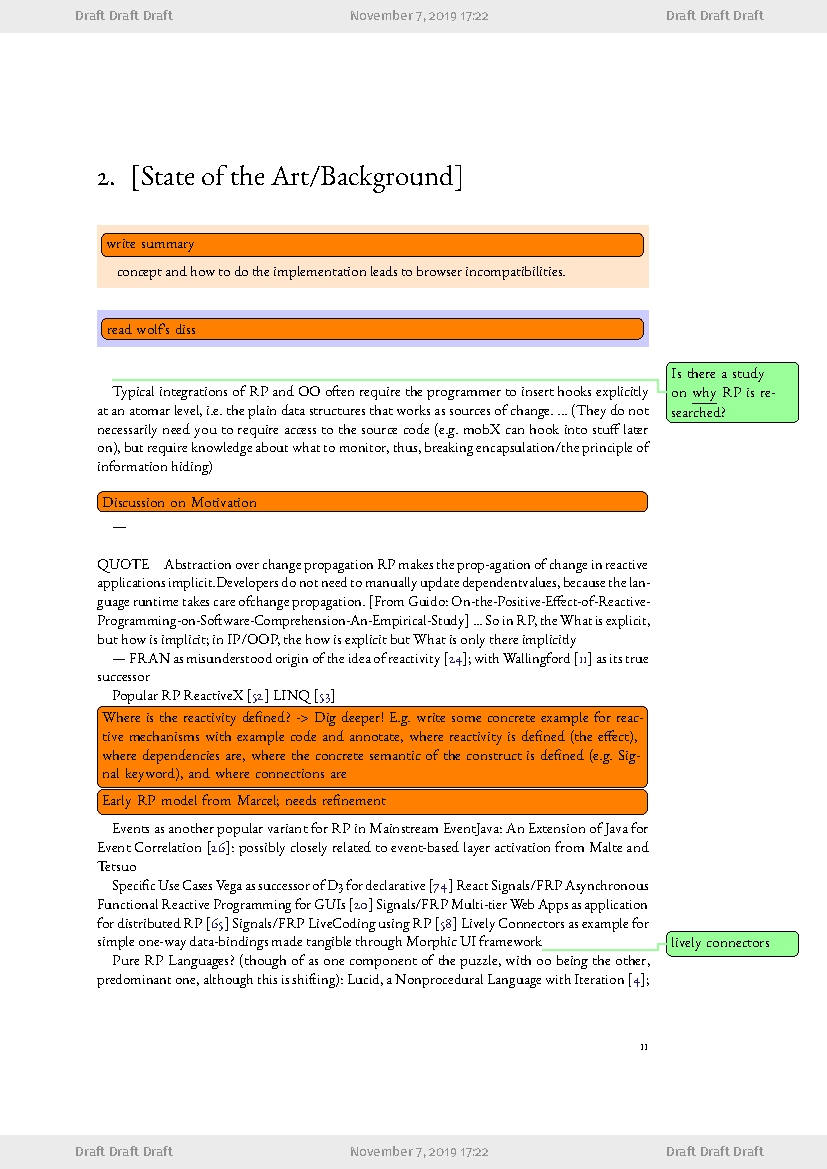 Draft Draft Draft November 7, 2019 17:22 Draft Draft Draft
2. [State of the Art/Background]
write summary
concept and how to do the implementation leads to browser incompatibilities.
read wolf's diss
Is there a study
on why RP is re-
searched?
Typical integrations of RP and OO often require the programmer to insert hooks explicitly
at an atomar level, i.e. the plain data structures that works as sources of change. ... (They do not
necessarily need you to require access to the source code (e.g. mobX can hook into stuff later
on), but require knowledge about what to monitor, thus, breaking encapsulation/the principle of
information hiding)
Discussion on Motivation
—
QUOTE Abstraction over change propagation RP makes the prop-agation of change in reactive
applications implicit.Developers do not need to manually update dependentvalues, because the lan-
guage runtime takes care ofchange propagation. [From Guido: On-the-Positive-Effect-of-Reactive-
Programming-on-Software-Comprehension-An-Empirical-Study] ... So in RP, the What is explicit,
but how is implicit; in IP/OOP, the how is explicit but What is only there implicitly
— FRAN as misunderstood origin of the idea of reactivity [24]; with Wallingford [11] as its true
successor
Popular RP ReactiveX [52] LINQ [53]
Where is the reactivity defined? -> Dig deeper! E.g. write some concrete example for reac-
tive mechanisms with example code and annotate, where reactivity is defined (the effect),
where dependencies are, where the concrete semantic of the construct is defined (e.g. Sig-
nal keyword), and where connections are
Early RP model from Marcel; needs refinement
Events as another popular variant for RP in Mainstream EventJava: An Extension of Java for
Event Correlation [26]: possibly closely related to event-based layer activation from Malte and
Tetsuo
Specific Use Cases Vega as successor of D3 for declarative [74] React Signals/FRP Asynchronous
Functional Reactive Programming for GUIs [20] Signals/FRP Multi-tier Web Apps as application
for distributed RP [65] Signals/FRP LiveCoding using RP [58] Lively Connectors as example for
simple one-way data-bindings made tangible through Morphic UI framework
lively connectors
Pure RP Languages? (though of as one component of the puzzle, with oo being the other,
predominant one, although this is shifting): Lucid, a Nonprocedural Language with Iteration [4];
11
Draft Draft Draft November 7, 2019 17:22 Draft Draft Draft